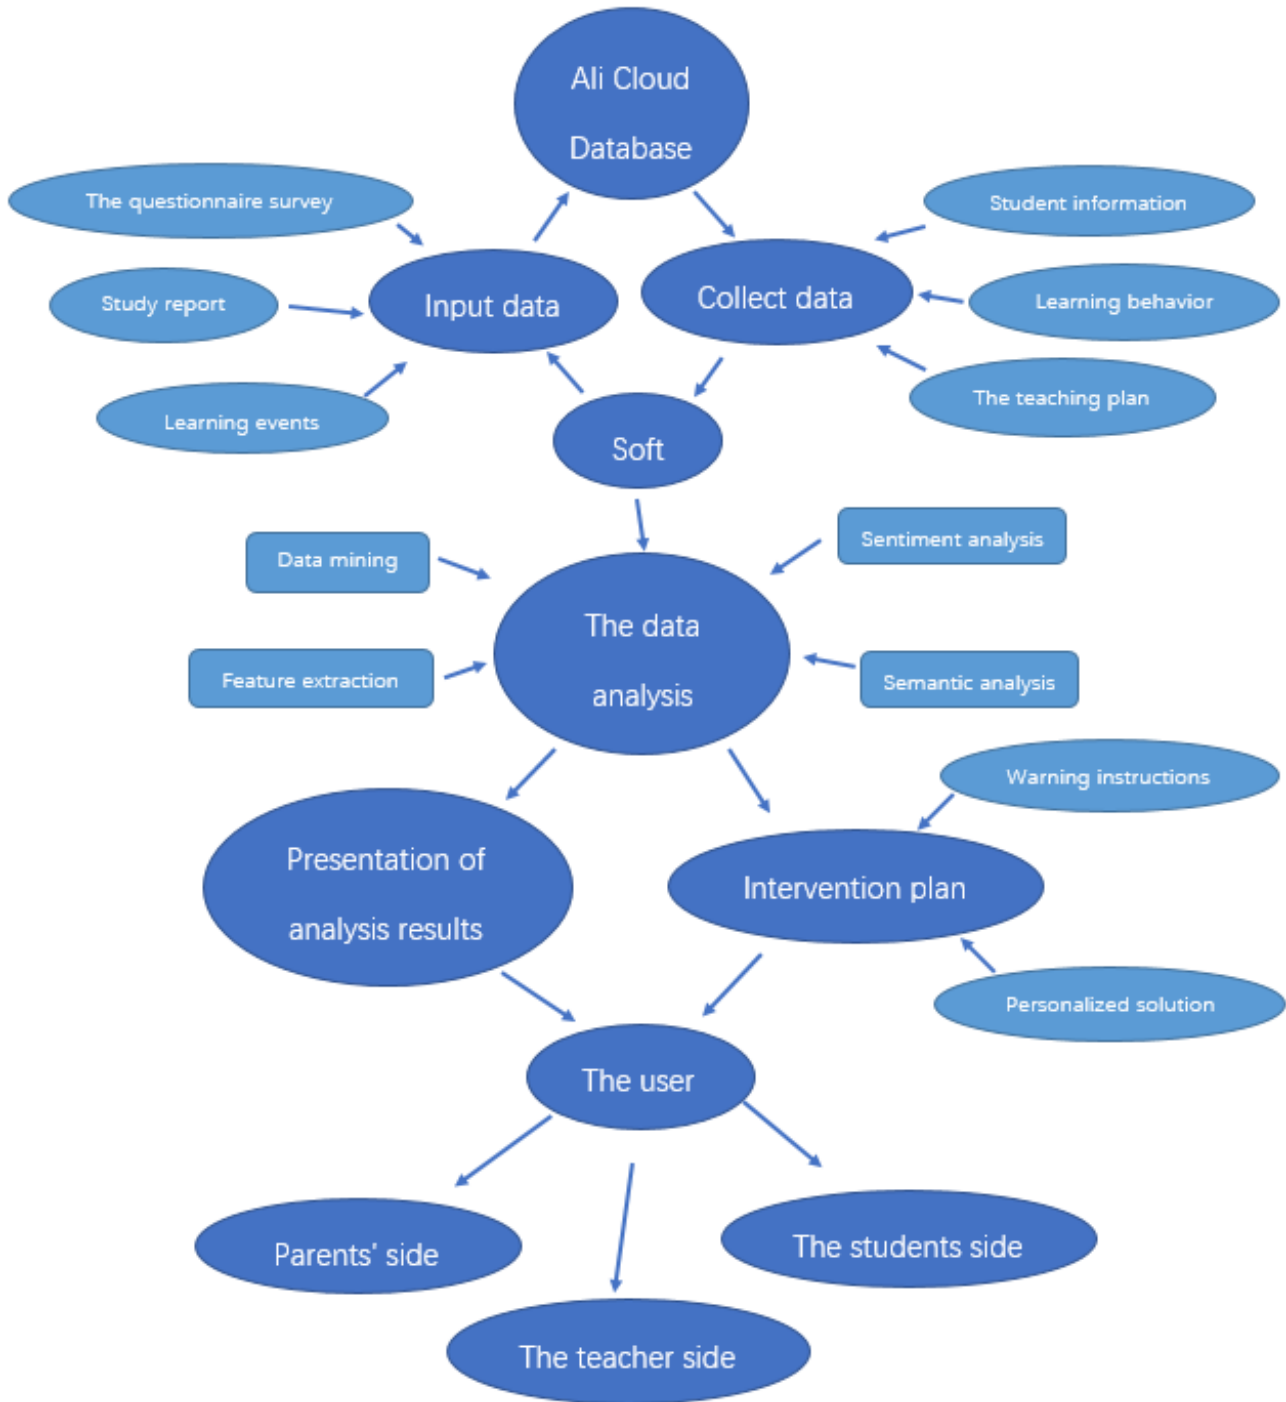 Ali Cloud
Database
The questionnaire survey
Student information
Study report
Input data
Collect data
Learning behavior
Learning events
The teaching plan
Soft
Data mining
Sentiment analysis
The data
analysis
Feature extraction
Semantic analysis
Warning instructions
Presentation of
analysis results
Intervention plan
Personalized solution
The user
Parents' side
The students side
The teacher side